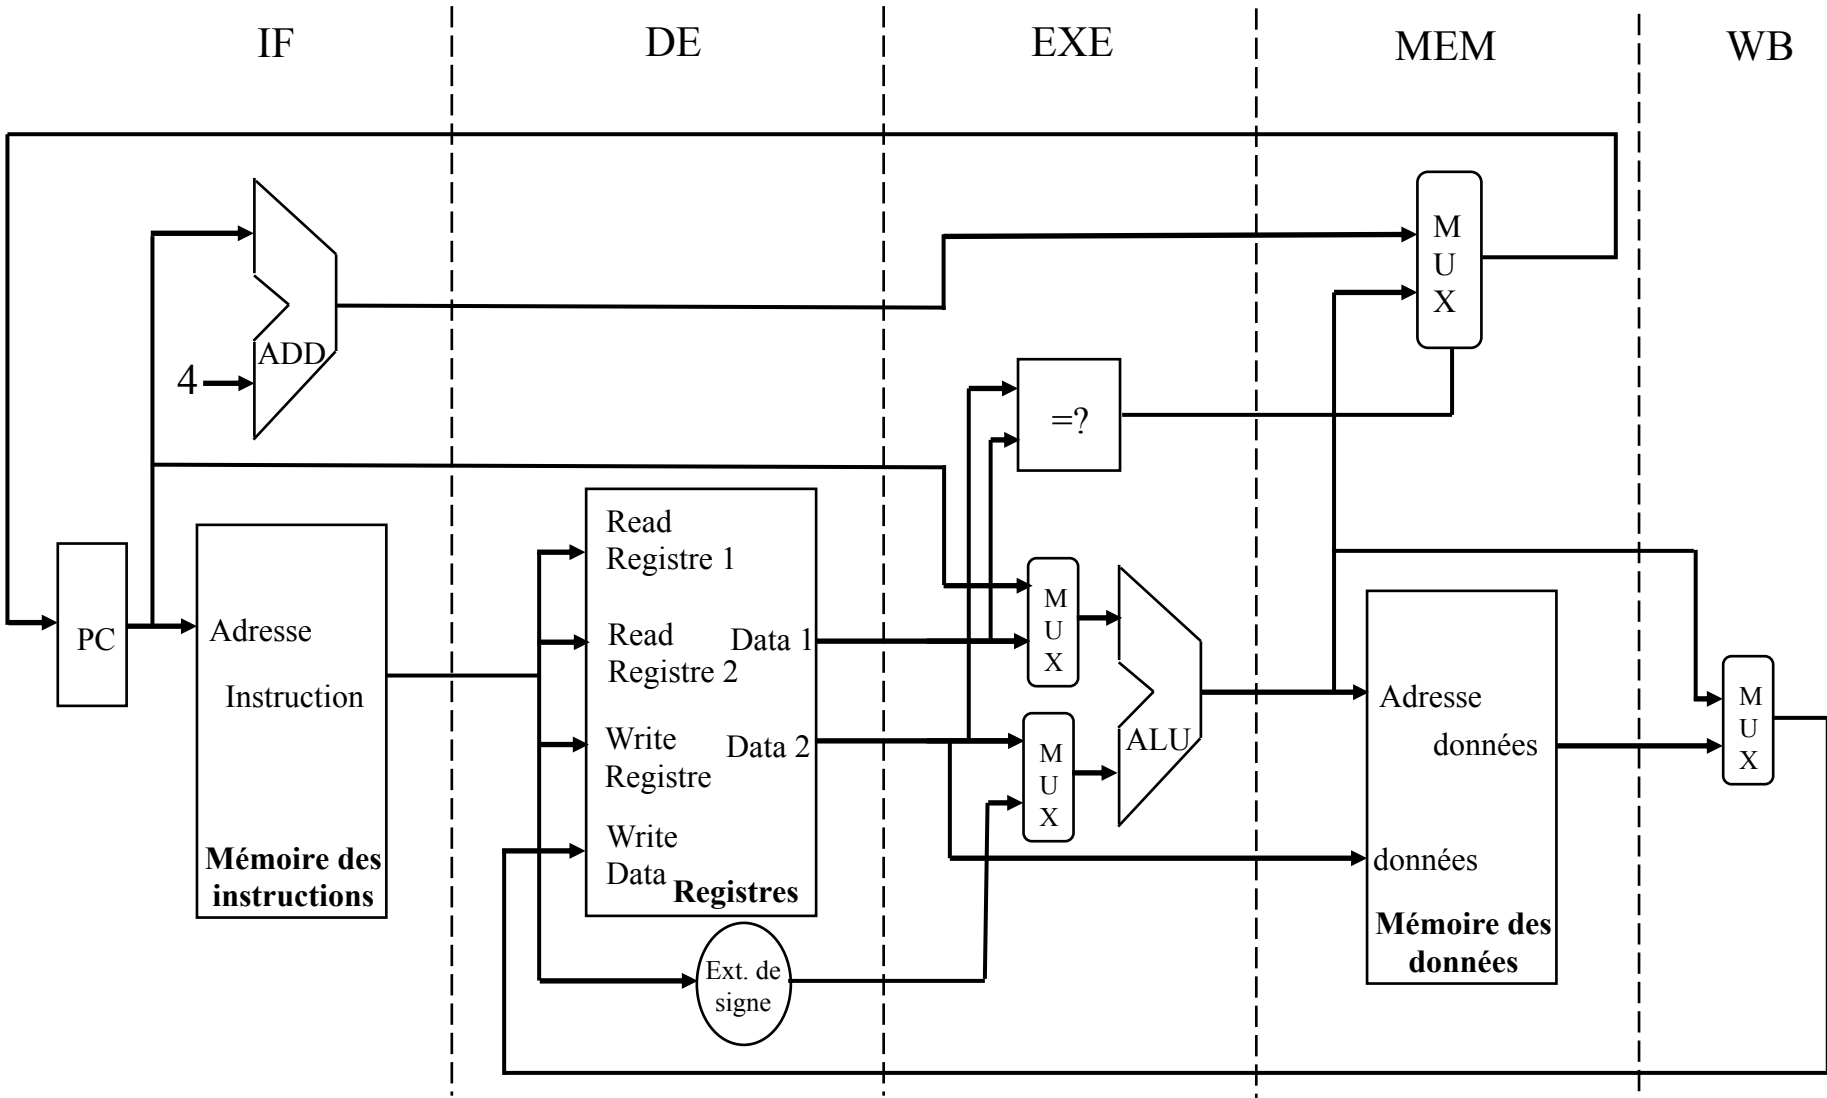 IF
DE
EXE
MEM
WB
ADD
4
PC
Adresse
Instruction
Mémoire des
instructions
Read
Registre 1
Read
Registre 2
Write
Registre
Write
Data
Data 1
Data 2
Registres
Ext. de
signe
=?
M
U
X
M
U
X
ALU
M
U
X
Adresse
données
données
Mémoire des
données
M
U
X